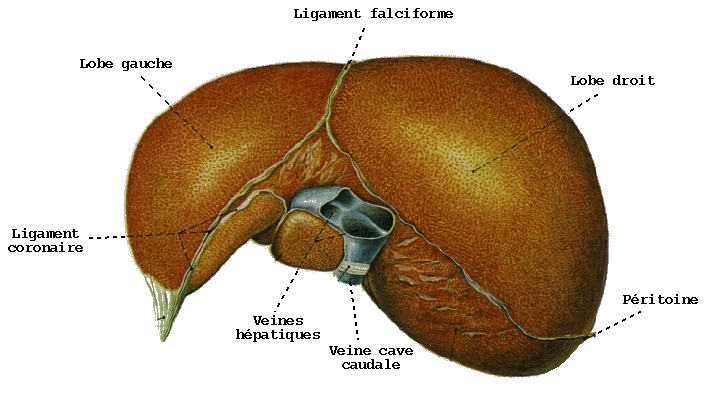 Ligament falciforme
Lobe gauche
Lobe droit
Ligament
coronaire
Péritoine
Veines
hépatiques
Veine cave
caudale